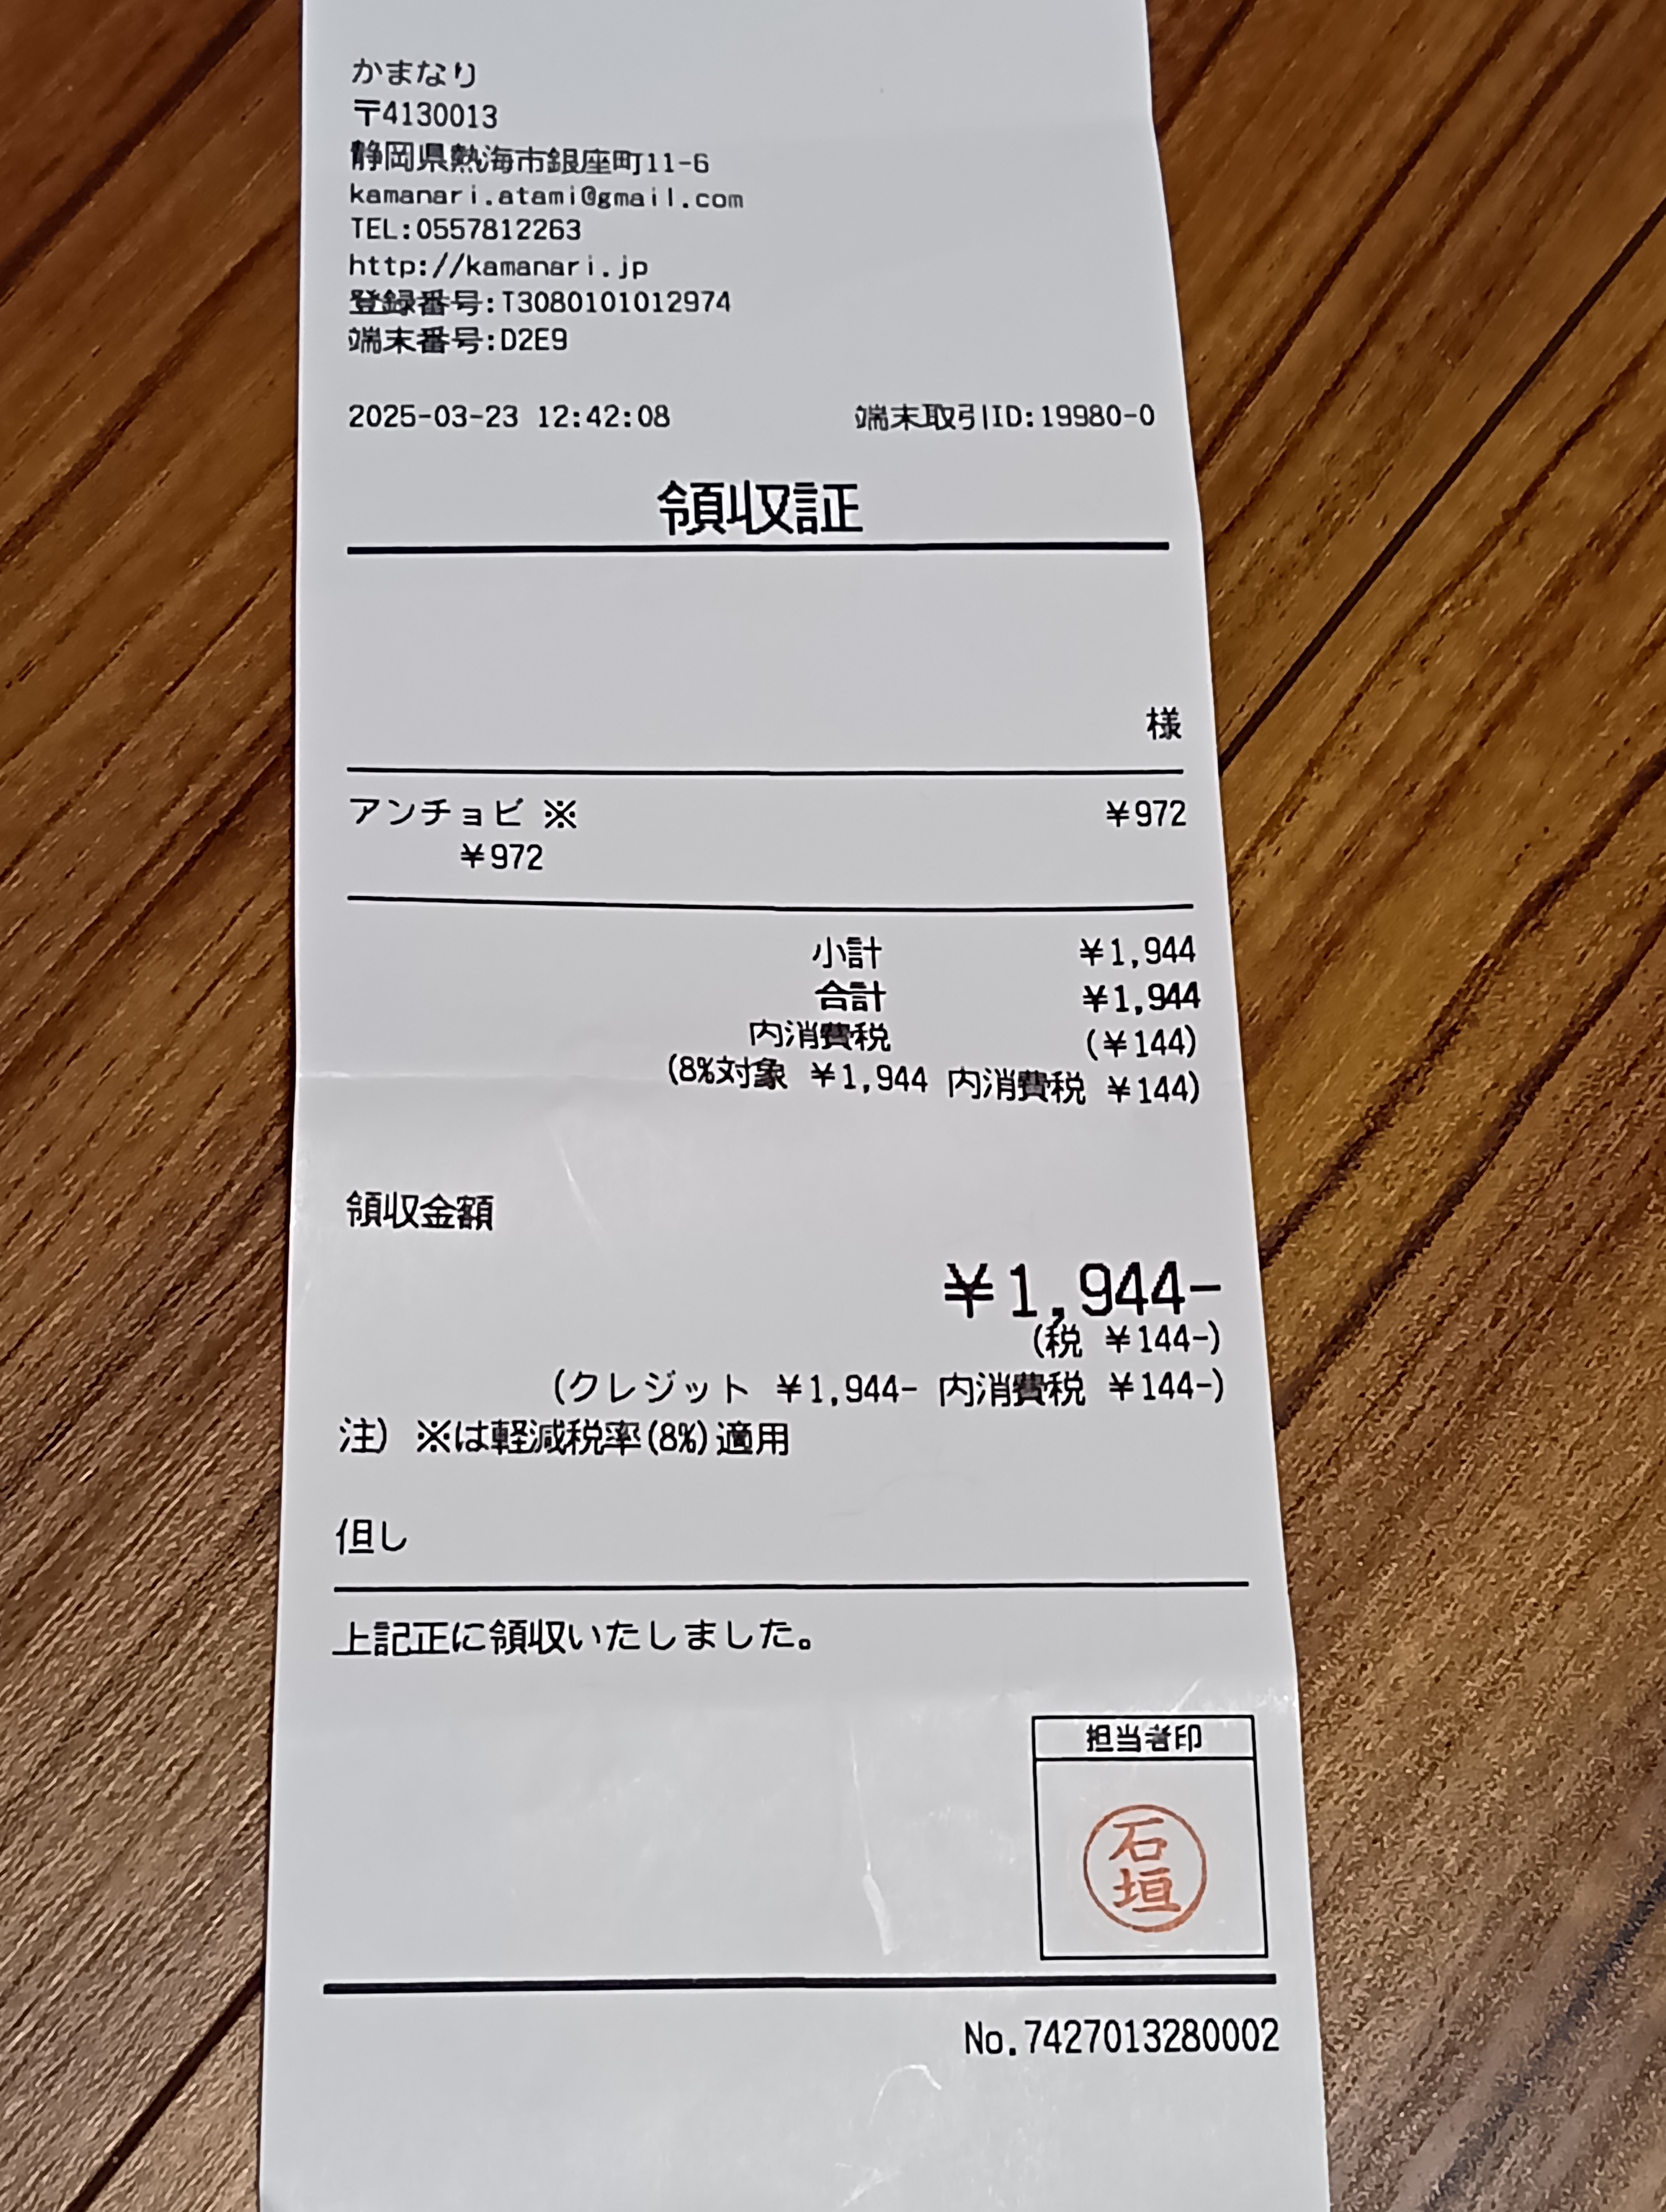 かまなり
〒4130013
静岡県熱海市銀座町11-6
kamanari.atami@gmail.com
TEL:0557812263
http://kamanari.jp
登録番号:T3080101012974
端末番号:D2E9
2025-03-23 12:42:08 端末取引ID:19980-0
領収証
様
アンチョビ ※ ¥972
¥972
小計 ¥1,944
合計 ¥1,944
内消費税 (¥144)
(8%対象 ¥1,944 内消費税 ¥144)
領収金額
¥1,944-
(税 ¥144-)
(クレジット ¥1,944- 内消費税 ¥144-)
注) ※は軽減税率(8%)適用
但し
上記正に領収いたしました。
担当者印
石垣
No.7427013280002